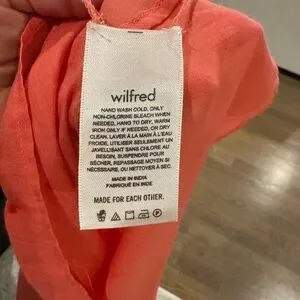 wilfred
HAND WASH COLD, ONLY
NON-CHLORINE BLEACH WHEN
NEEDED, HANG TO DRY, WARM
IRON ONLY IF NEEDED, OR DRY
CLEAN. LAVER À LA MAIN À L'EAU
FROIDE, UTILISER SEULEMENT UN
JAVELLISANT SANS CHLORE AU
BESOIN, SUSPENDRE POUR
SÉCHER, REPASSAGE MOYEN SI
NÉCESSAIRE, OU NETTOYER À SEC.
MADE IN INDIA
FABRIQUÉ EN INDE
MADE FOR EACH OTHER.